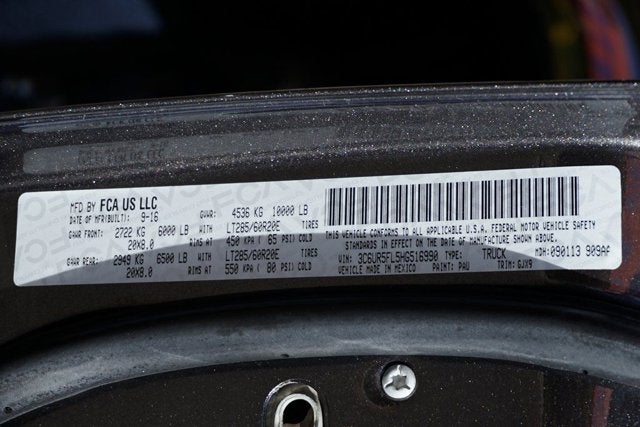 MFD BY FCA US LLC
DATE OF MFR(BUILT): 9-16 GVWR: 4536 KG 10000 LB
GAWR FRONT: 2722 KG 6000 LB WITH LT285/60R20E TIRES
20X8.0 RIMS AT 450 KPA ( 65 PSI) COLD
GAWR REAR: 2949 KG 6500 LB WITH LT285/60R20E TIRES
20X8.0 RIMS AT 550 KPA ( 80 PSI) COLD
THIS VEHICLE CONFORMS TO ALL APPLICABLE U.S.A. FEDERAL MOTOR VEHICLE SAFETY
STANDARDS IN EFFECT ON THE DATE OF MANUFACTURE SHOWN ABOVE.
VIN: 3C6UR5FL5HG516990 TYPE: TRUCK MDH: 090113 909AF
MADE IN MEXICO PAINT: PAU TRIM: GJX9